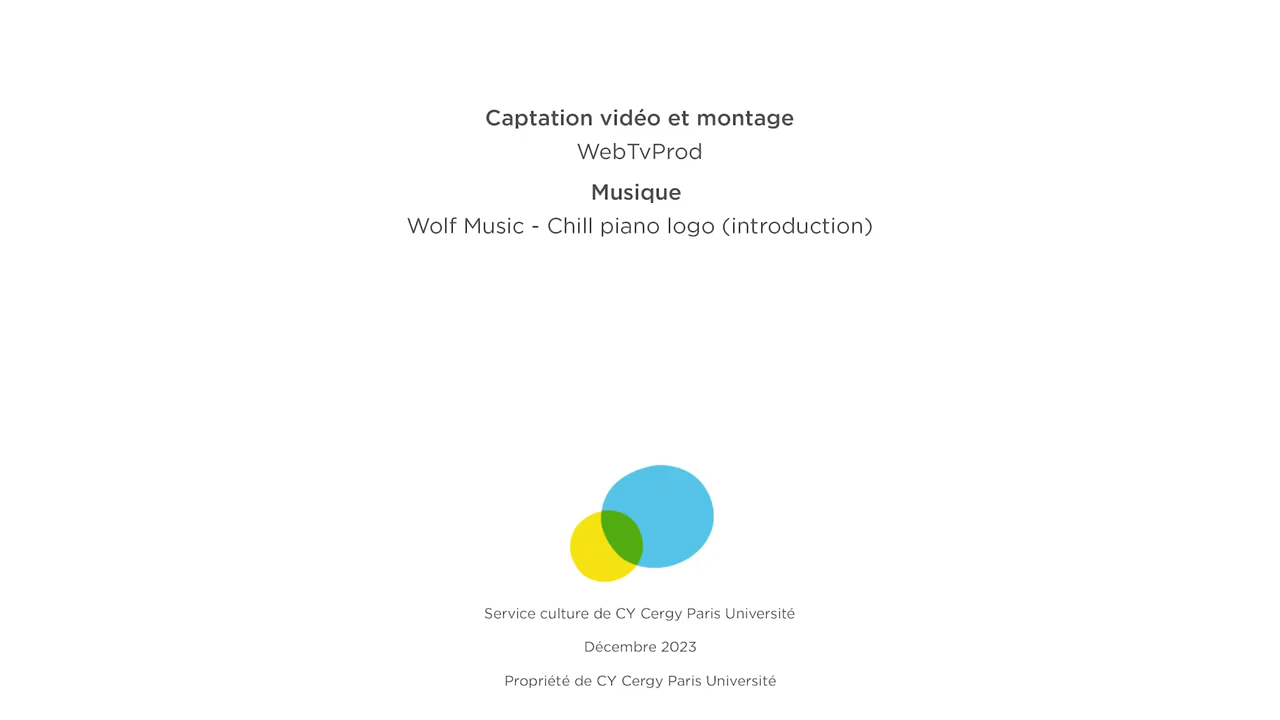 Captation vidéo et montage
WebTvProd
Musique
Wolf Music - Chill piano logo (introduction)
Service culture de CY Cergy Paris Université
Décembre 2023
Propriété de CY Cergy Paris Université